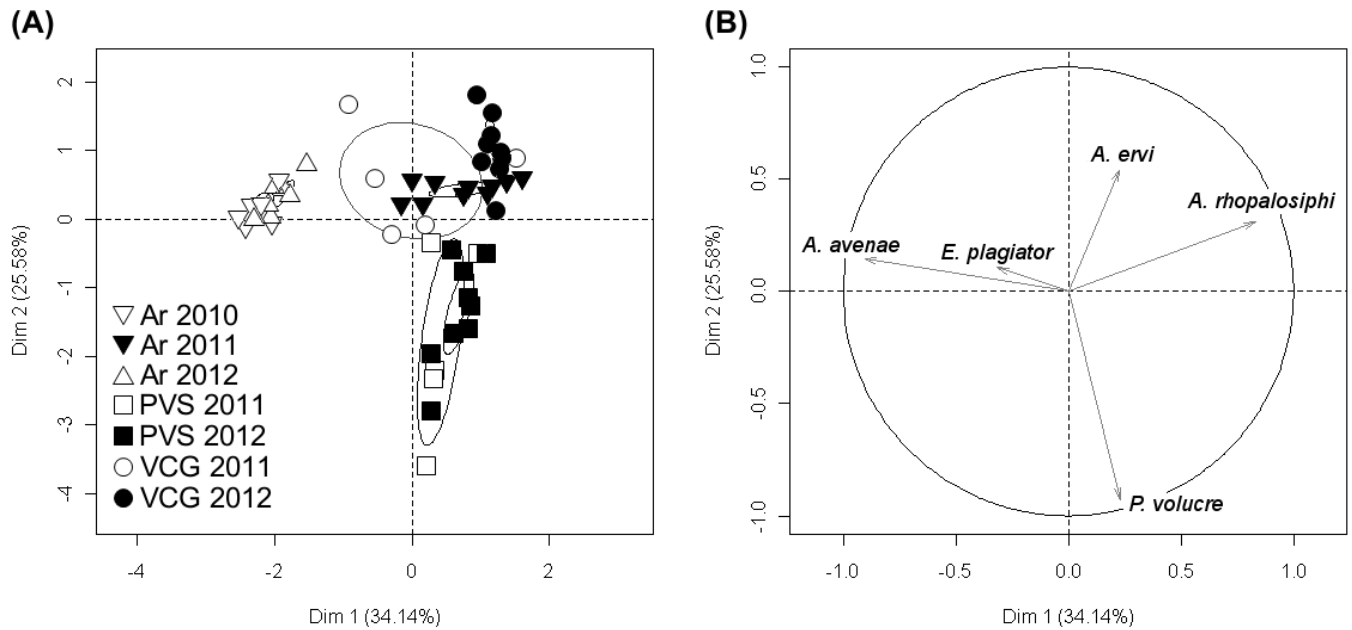 (A)
2
1
0
-1
-2
-3
-4
Dim 2 (25.58%)
Ar 2010
Ar 2011
Ar 2012
PVS 2011
PVS 2012
VCG 2011
VCG 2012
-4
-2
0
2
Dim 1 (34.14%)
(B)
1.0
0.5
0.0
-0.5
-1.0
Dim 2 (25.58%)
A. ervi
A. rhopalosiphi
A. avenae
E. plagiator
P. volucre
-1.0
-0.5
0.0
0.5
1.0
Dim 1 (34.14%)